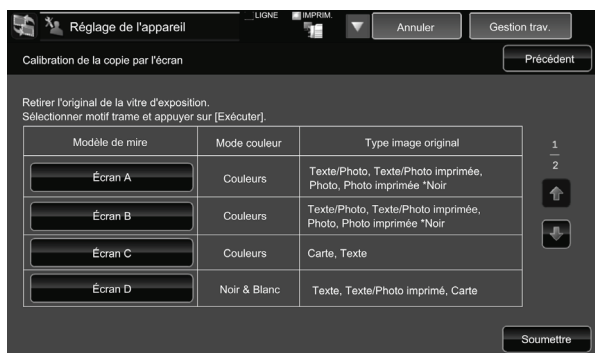 LIGNE
IMPRIM.
Réglage de l'appareil
Annuler
Gestion trav.
Calibration de la copie par l'écran
Précédent
Retirer l'original de la vitre d'exposition.
Sélectionner motif trame et appuyer sur [Exécuter].
Modèle de mire
Mode couleur
Type image original
Écran A
Couleurs
Texte/Photo, Texte/Photo imprimée,
Photo, Photo imprimée *Noir
Écran B
Couleurs
Texte/Photo, Texte/Photo imprimée,
Photo, Photo imprimée *Noir
Écran C
Couleurs
Carte, Texte
Écran D
Noir & Blanc
Texte, Texte/Photo imprimé, Carte
1
2
Soumettre